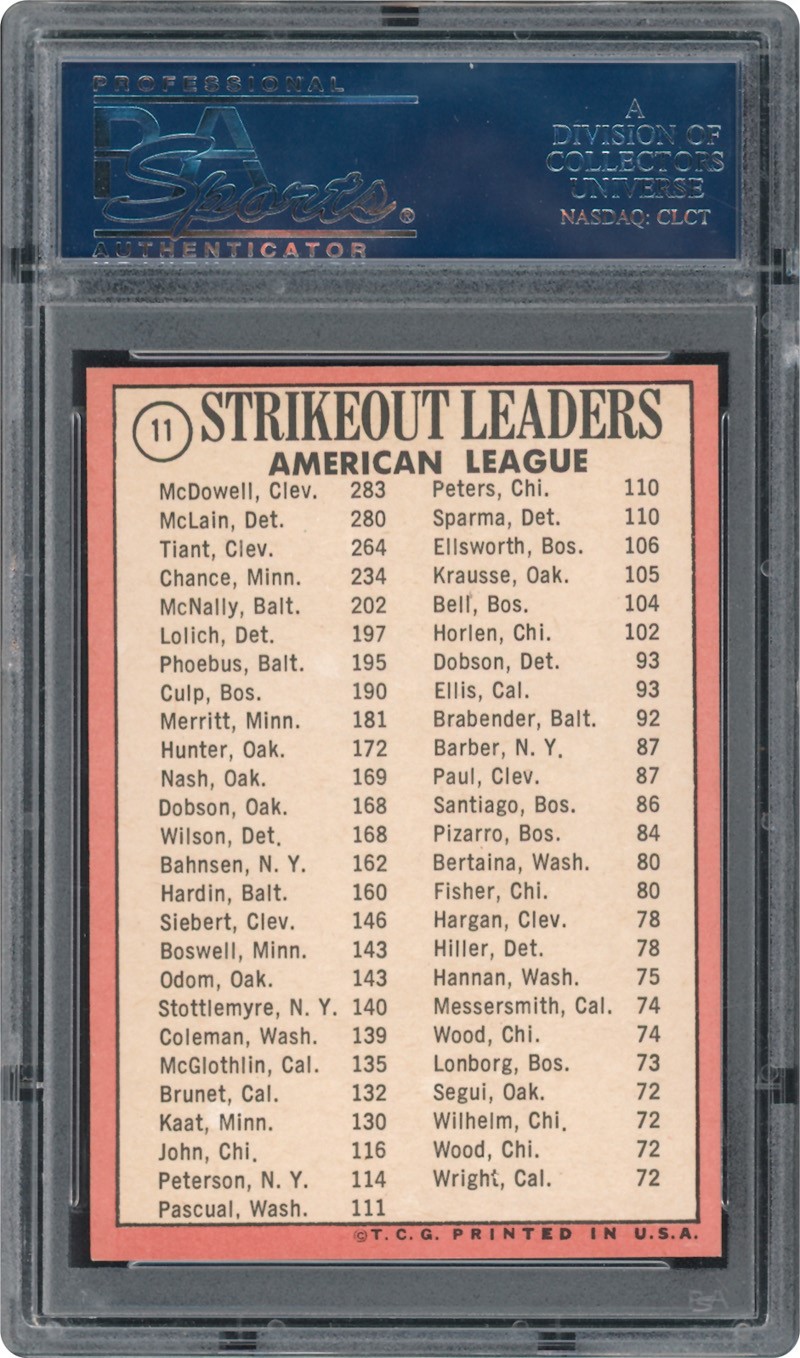 PROFESSIONAL
PSA
Sports®
AUTHENTICATOR
A
DIVISION OF
COLLECTORS
UNIVERSE
NASDAQ: CLCT
11
STRIKEOUT LEADERS
AMERICAN LEAGUE
McDowell, Clev. 283
McLain, Det. 280
Tiant, Clev. 264
Chance, Minn. 234
McNally, Balt. 202
Lolich, Det. 197
Phoebus, Balt. 195
Culp, Bos. 190
Merritt, Minn. 181
Hunter, Oak. 172
Nash, Oak. 169
Dobson, Oak. 168
Wilson, Det. 168
Bahnsen, N. Y. 162
Hardin, Balt. 160
Siebert, Clev. 146
Boswell, Minn. 143
Odom, Oak. 143
Stottlemyre, N. Y. 140
Coleman, Wash. 139
McGlothlin, Cal. 135
Brunet, Cal. 132
Kaat, Minn. 130
John, Chi. 116
Peterson, N. Y. 114
Pascual, Wash. 111
Peters, Chi. 110
Sparma, Det. 110
Ellsworth, Bos. 106
Krausse, Oak. 105
Bell, Bos. 104
Horlen, Chi. 102
Dobson, Det. 93
Ellis, Cal. 93
Brabender, Balt. 92
Barber, N. Y. 87
Paul, Clev. 87
Santiago, Bos. 86
Pizarro, Bos. 84
Bertaina, Wash. 80
Fisher, Chi. 80
Hargan, Clev. 78
Hiller, Det. 78
Hannan, Wash. 75
Messersmith, Cal. 74
Wood, Chi. 74
Lonborg, Bos. 73
Segui, Oak. 72
Wilhelm, Chi. 72
Wood, Chi. 72
Wright, Cal. 72
©T. C. G. PRINTED IN U.S.A.
PSA